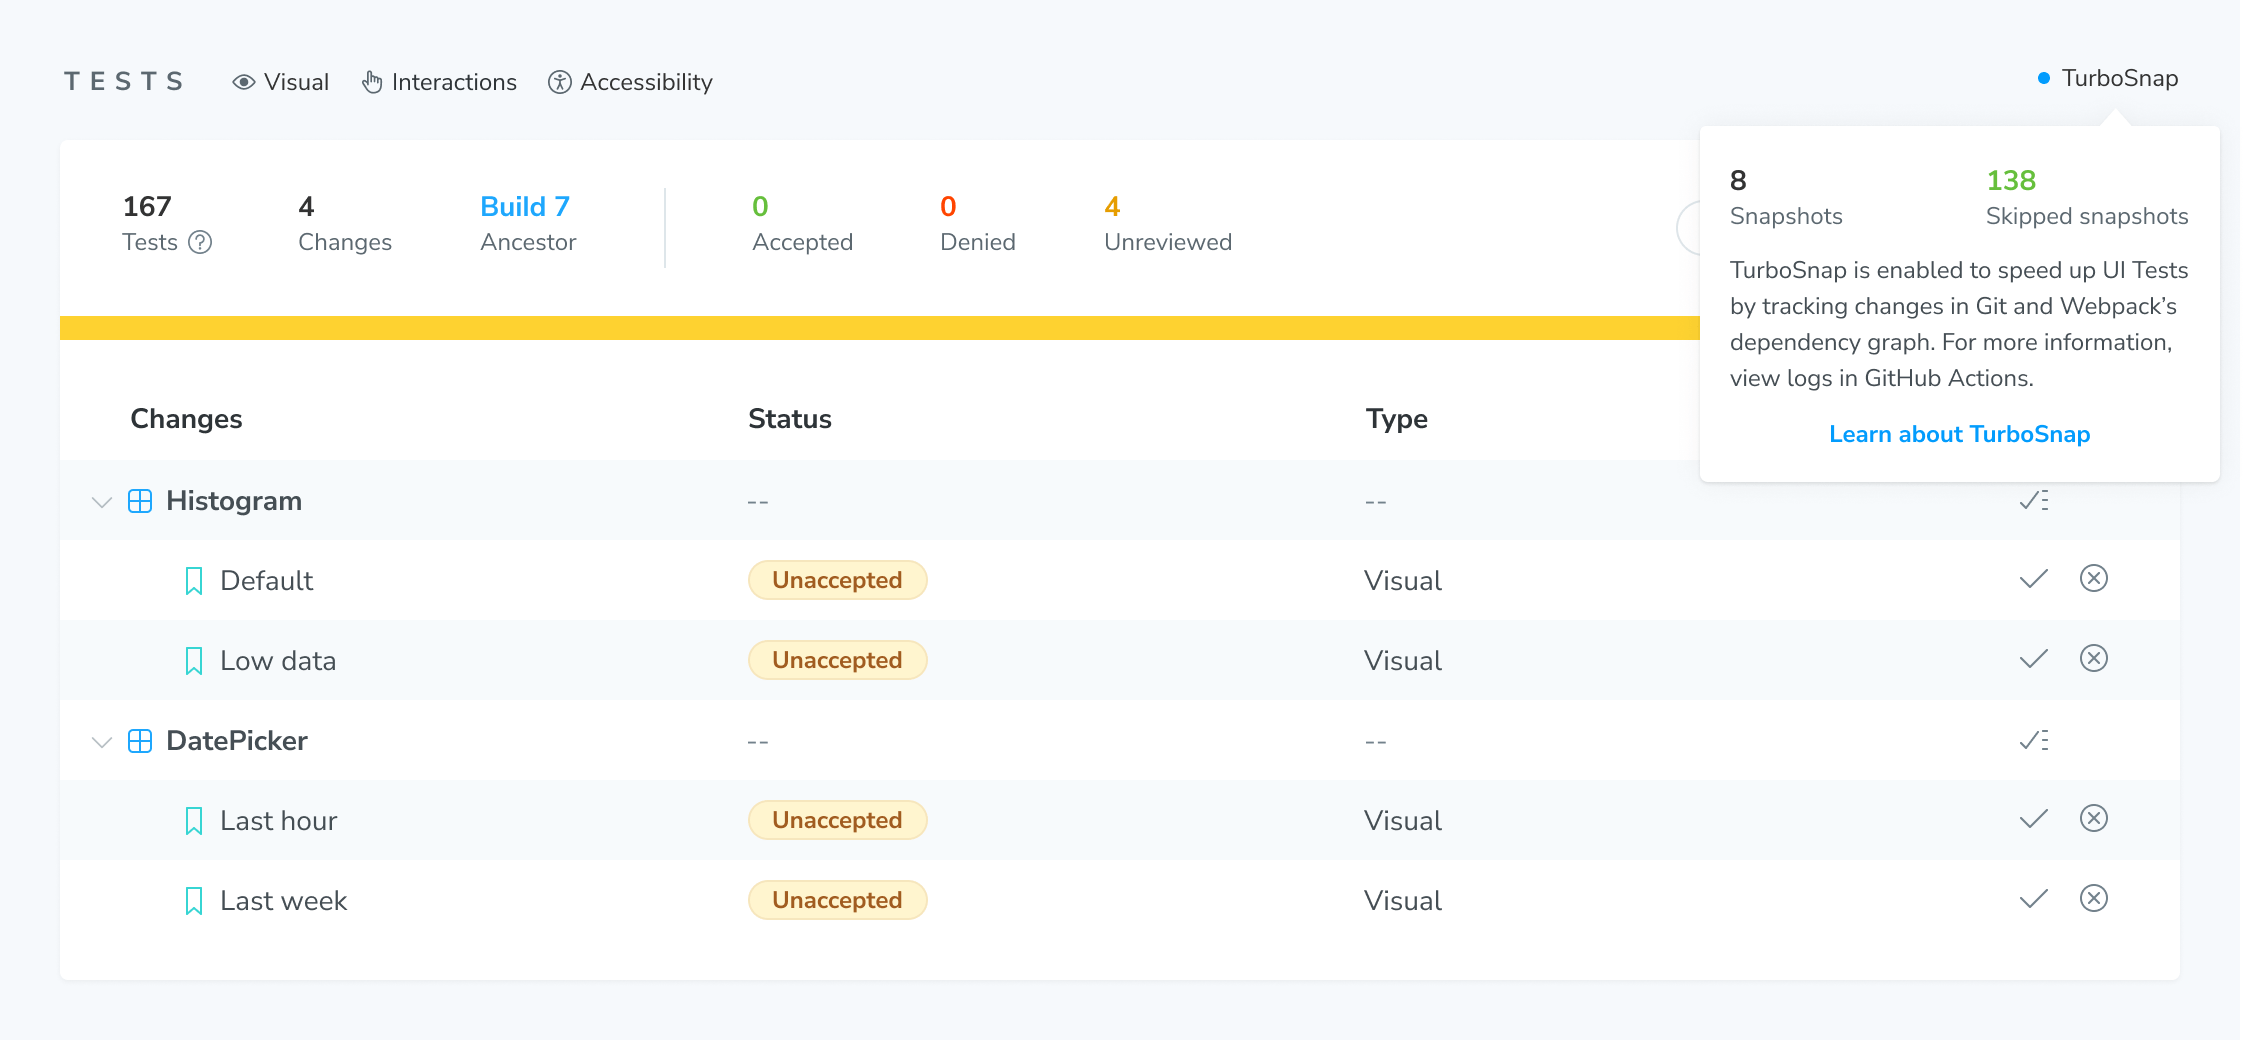 TESTS Visual Interactions Accessibility TurboSnap
167 4 Build 7 0 0 4
Tests ? Changes Ancestor Accepted Denied Unreviewed
8 138
Snapshots Skipped snapshots
TurboSnap is enabled to speed up UI Tests
by tracking changes in Git and Webpack’s
dependency graph. For more information,
view logs in GitHub Actions.
Learn about TurboSnap
Changes Status Type
Histogram -- --
Default Unaccepted Visual
Low data Unaccepted Visual
DatePicker -- --
Last hour Unaccepted Visual
Last week Unaccepted Visual